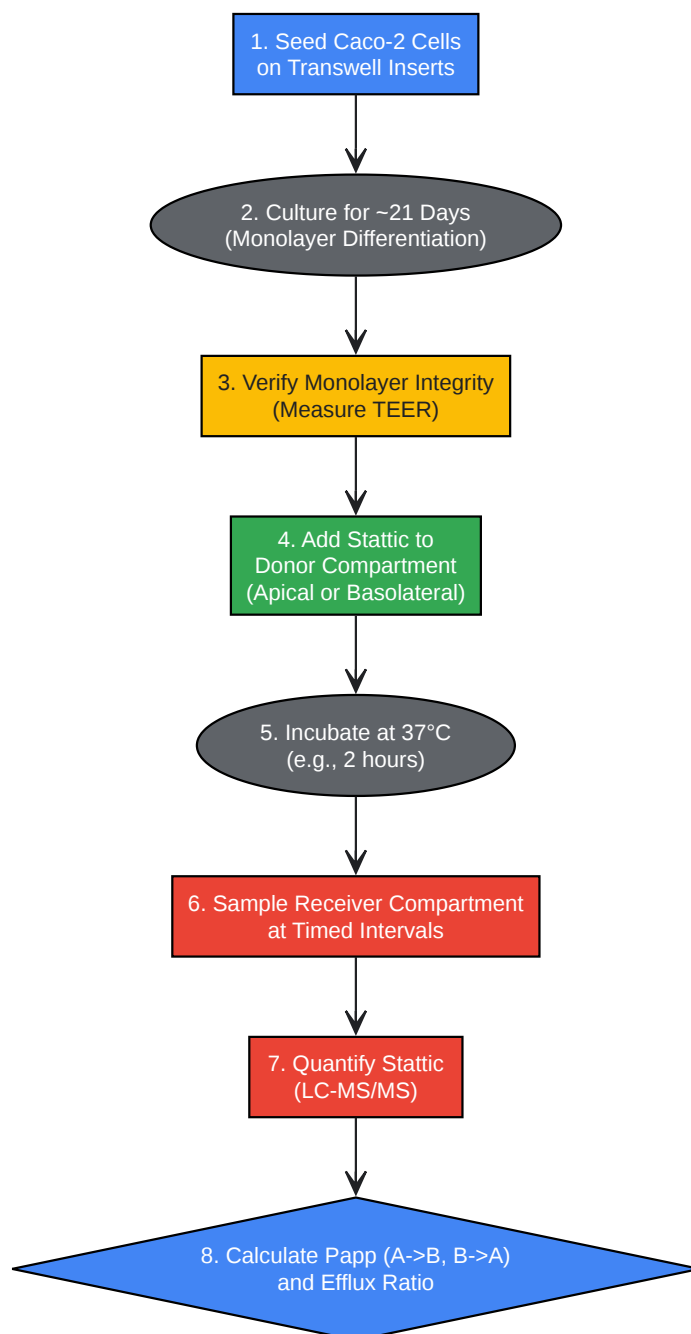 1. Seed Caco-2 Cells
on Transwell Inserts
2. Culture for ~21 Days
(Monolayer Differentiation)
3. Verify Monolayer Integrity
(Measure TEER)
4. Add Stattic to
Donor Compartment
(Apical or Basolateral)
5. Incubate at 37°C
(e.g., 2 hours)
6. Sample Receiver Compartment
at Timed Intervals
7. Quantify Stattic
(LC-MS/MS)
8. Calculate Papp (A->B, B->A)
and Efflux Ratio